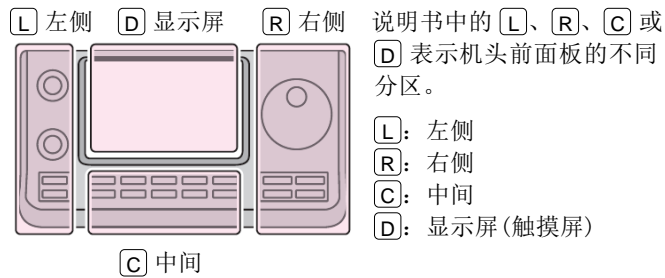 L 左侧 D 显示屏 R 右侧
C 中间
说明书中的 L、R、C 或
D 表示机头前面板的不同
分区。
L：左侧
R：右侧
C：中间
D：显示屏(触摸屏)